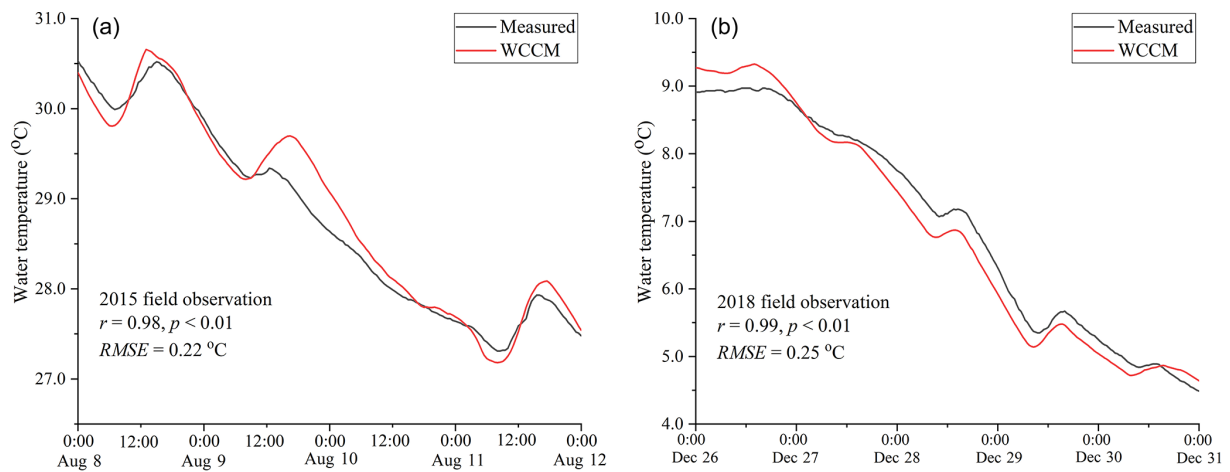 (a)
Measured
WCCM
Water temperature (°C)
31.0
30.0
29.0
28.0
27.0
2015 field observation
r = 0.98, p < 0.01
RMSE = 0.22 °C
0:00 12:00 0:00 12:00 0:00 12:00 0:00 12:00 0:00
Aug 8 Aug 9 Aug 10 Aug 11 Aug 12
(b)
Measured
WCCM
Water temperature (°C)
10.0
9.0
8.0
7.0
6.0
5.0
4.0
2018 field observation
r = 0.99, p < 0.01
RMSE = 0.25 °C
0:00 0:00 0:00 0:00 0:00 0:00
Dec 26 Dec 27 Dec 28 Dec 29 Dec 30 Dec 31